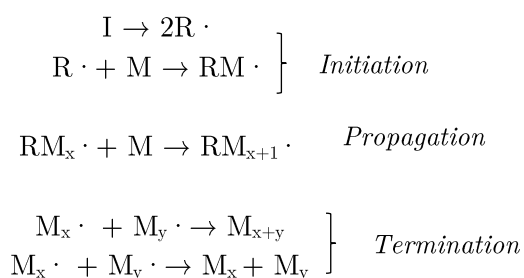 I → 2R ·
R · + M → RM ·
Initiation
RMₓ · + M → RMₓ₊₁ ·
Propagation
Mₓ · + Mᵧ · → Mₓ₊ᵧ
Mₓ · + Mᵧ · → Mₓ + Mᵧ
Termination